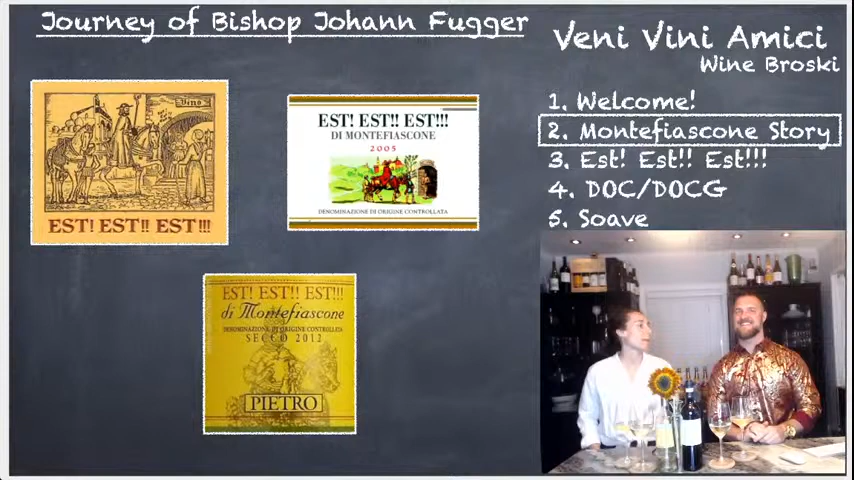 Journey of Bishop Johann Fugger
Veni Vini Amici
Wine Broski
1. Welcome!
2. Montefiascone Story
3. Est! Est!! Est!!!
4. DOC/DOCG
5. Soave
Vino
EST! EST!! EST!!!
EST! EST!! EST!!!
DI MONTEFIASCONE
2005
DENOMINAZIONE DI ORIGINE CONTROLLATA
EST! EST!! EST!!!
di Montefiascone
DENOMINAZIONE DI ORIGINE CONTROLLATA
SECCO 2012
PIETRO